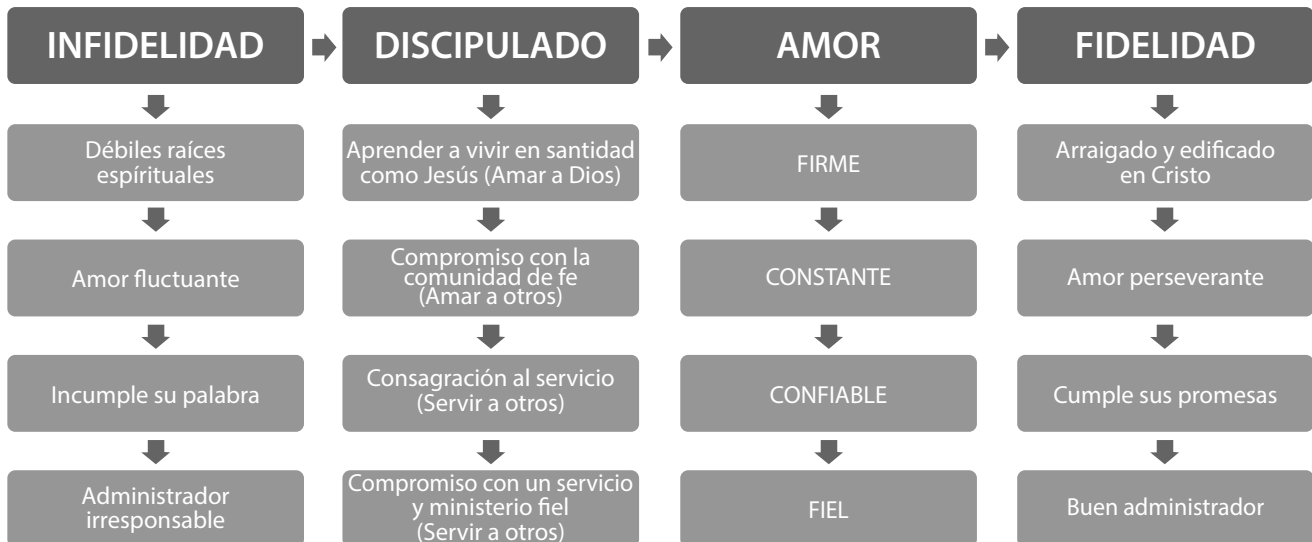 INFIDELIDAD
DISCIPULADO
AMOR
FIDELIDAD
Débiles raíces
espírituales
Aprender a vivir en santidad
como Jesús (Amar a Dios)
FIRME
Arraigado y edificado
en Cristo
Amor fluctuante
Compromiso con la
comunidad de fe
(Amar a otros)
CONSTANTE
Amor perseverante
Incumple su palabra
Consagración al servicio
(Servir a otros)
CONFIABLE
Cumple sus promesas
Administrador
irresponsable
Compromiso con un servicio
y ministerio fiel
(Servir a otros)
FIEL
Buen administrador